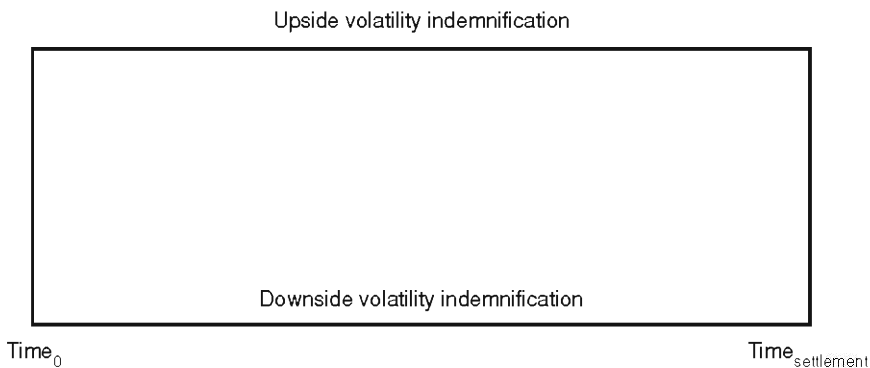 Upside volatility indemnification
Downside volatility indemnification
Time0
Timesettlement